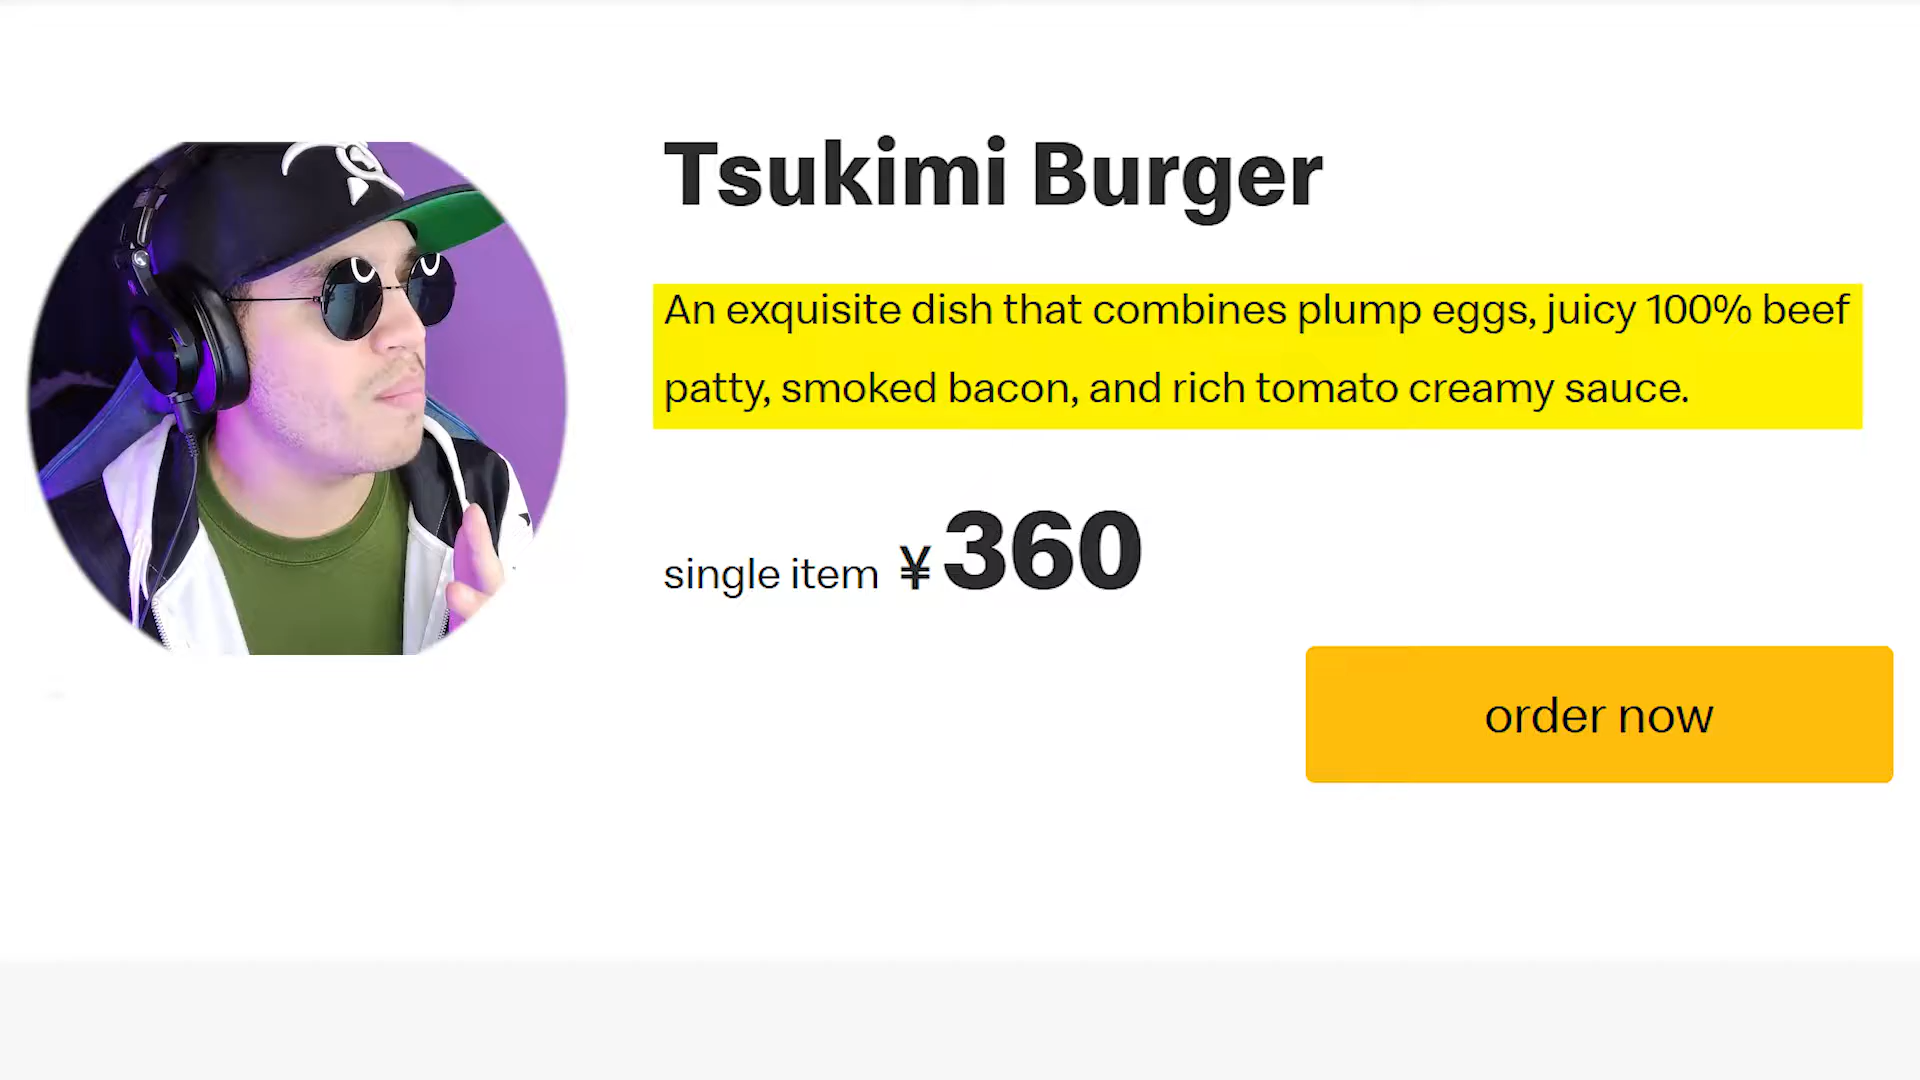 Tsukimi Burger
An exquisite dish that combines plump eggs, juicy 100% beef
patty, smoked bacon, and rich tomato creamy sauce.
single item ¥360
order now